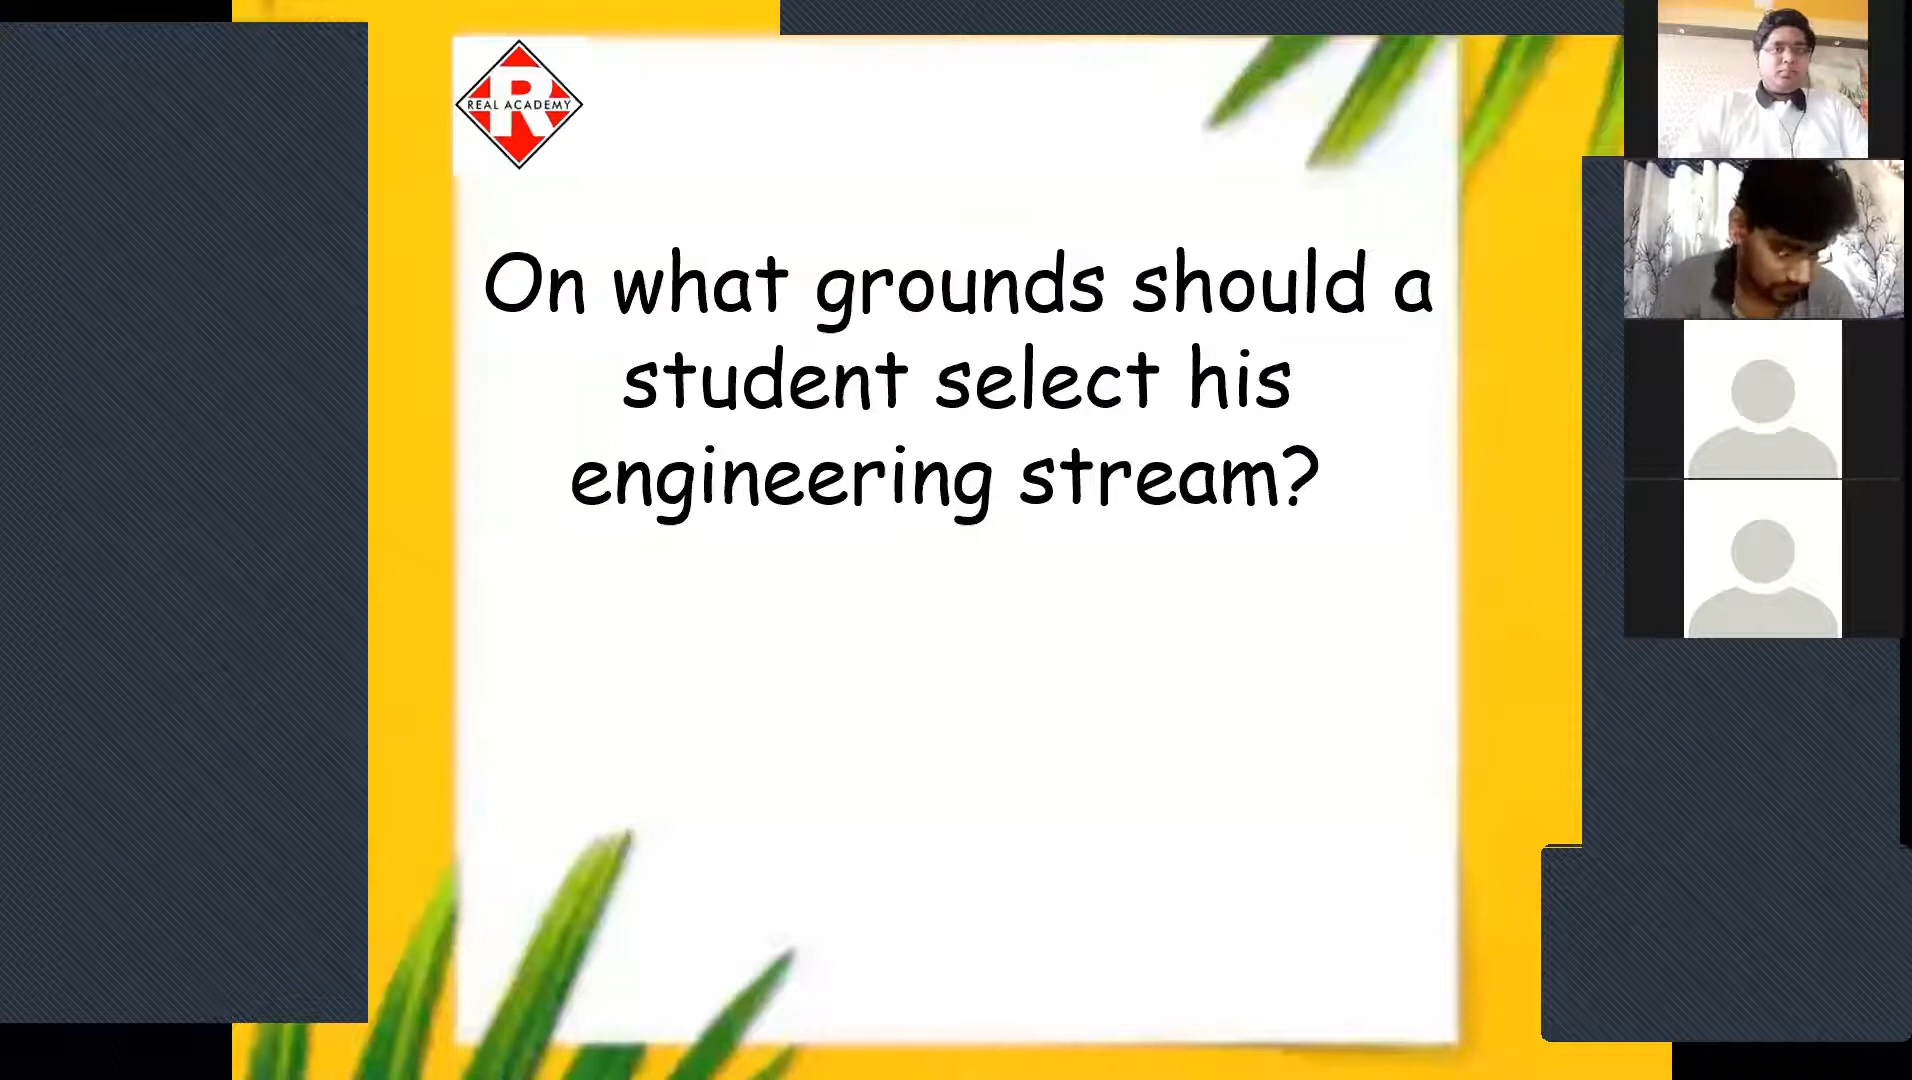 REAL ACADEMY
On what grounds should a
student select his
engineering stream?